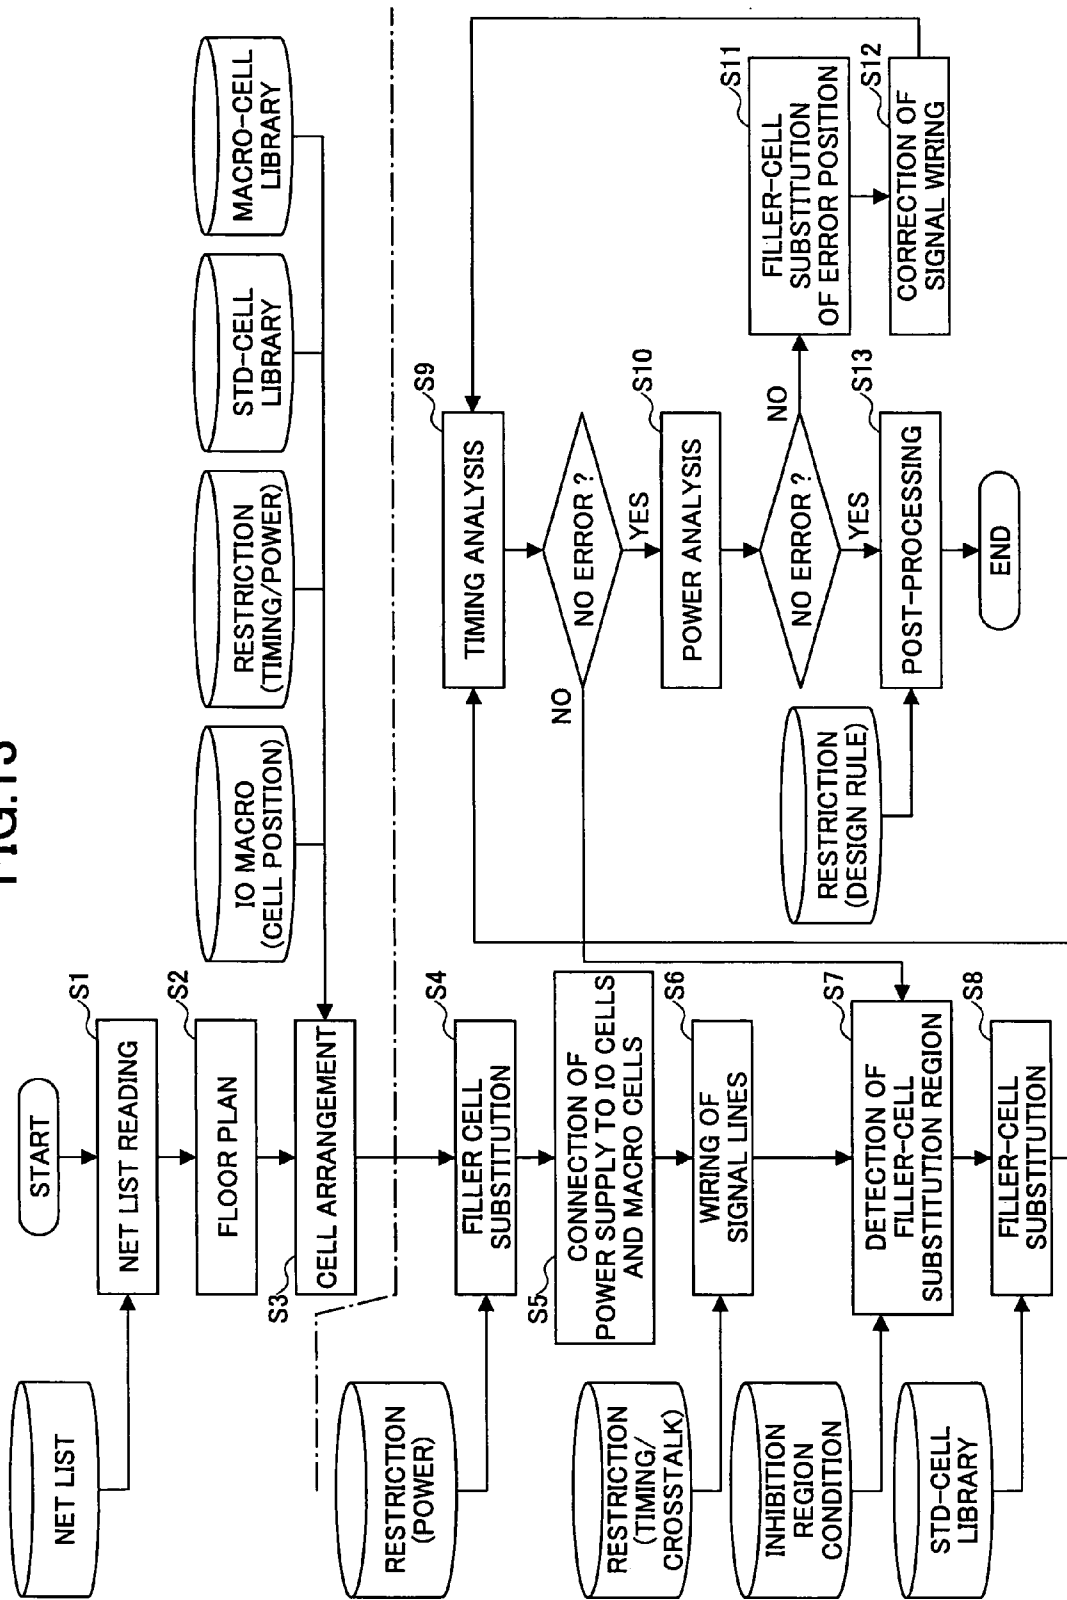 FIG.13
START
S1
NET LIST READING
NET LIST
S2
FLOOR PLAN
S3
CELL ARRANGEMENT
IO MACRO
(CELL POSITION)
RESTRICTION
(TIMING/POWER)
STD-CELL
LIBRARY
MACRO-CELL
LIBRARY
S4
FILLER CELL
SUBSTITUTION
RESTRICTION
(POWER)
S5
CONNECTION OF
POWER SUPPLY TO IO CELLS
AND MACRO CELLS
S6
WIRING OF
SIGNAL LINES
RESTRICTION
(TIMING/
CROSSTALK)
S7
DETECTION OF
FILLER-CELL
SUBSTITUTION REGION
INHIBITION
REGION
CONDITION
S8
FILLER-CELL
SUBSTITUTION
STD-CELL
LIBRARY
S9
TIMING ANALYSIS
NO ERROR ?
NO
YES
S10
POWER ANALYSIS
NO ERROR ?
NO
YES
S11
FILLER-CELL
SUBSTITUTION
OF ERROR POSITION
S12
CORRECTION OF
SIGNAL WIRING
S13
POST-PROCESSING
RESTRICTION
(DESIGN RULE)
END